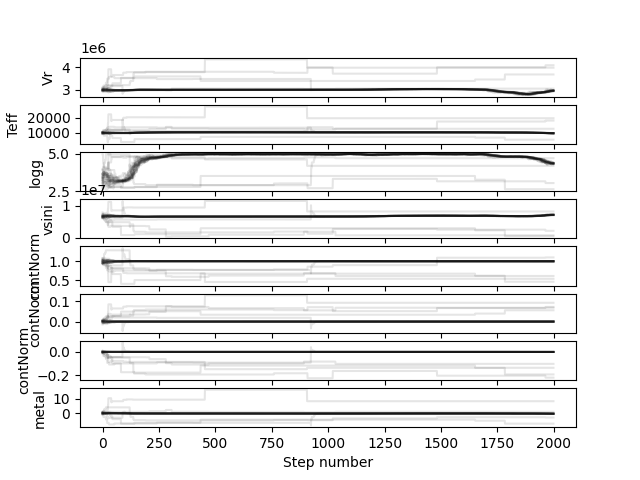 1e6
Vr
4
3
Teff
20000
10000
logg
5.0
2.5
1e7
vsini
1
0
contNorm
1.0
0.5
contNorm
0.1
0.0
contNorm
0.0
−0.2
metal
10
0
0 250 500 750 1000 1250 1500 1750 2000
Step number